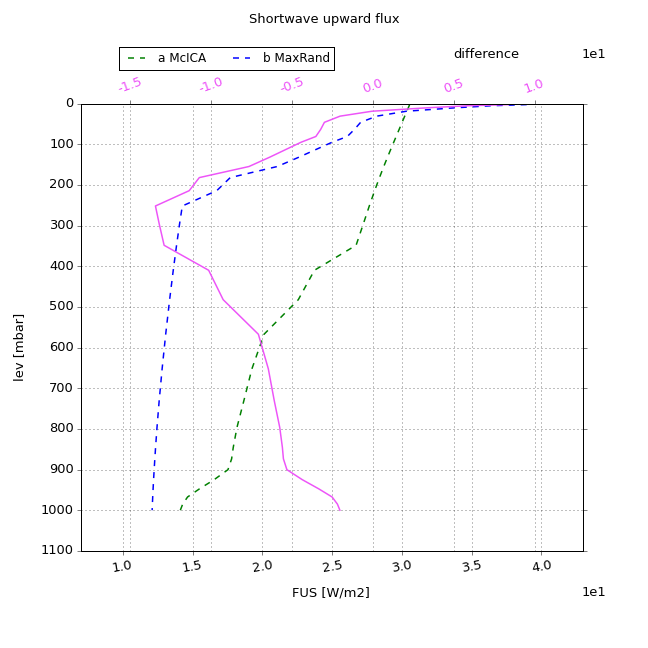 Shortwave upward flux
a McICA b MaxRand
difference 1e1
-1.5 -1.0 -0.5 0.0 0.5 1.0
0
100
200
300
400
500
600
700
800
900
1000
1100
lev [mbar]
1.0 1.5 2.0 2.5 3.0 3.5 4.0
FUS [W/m2] 1e1